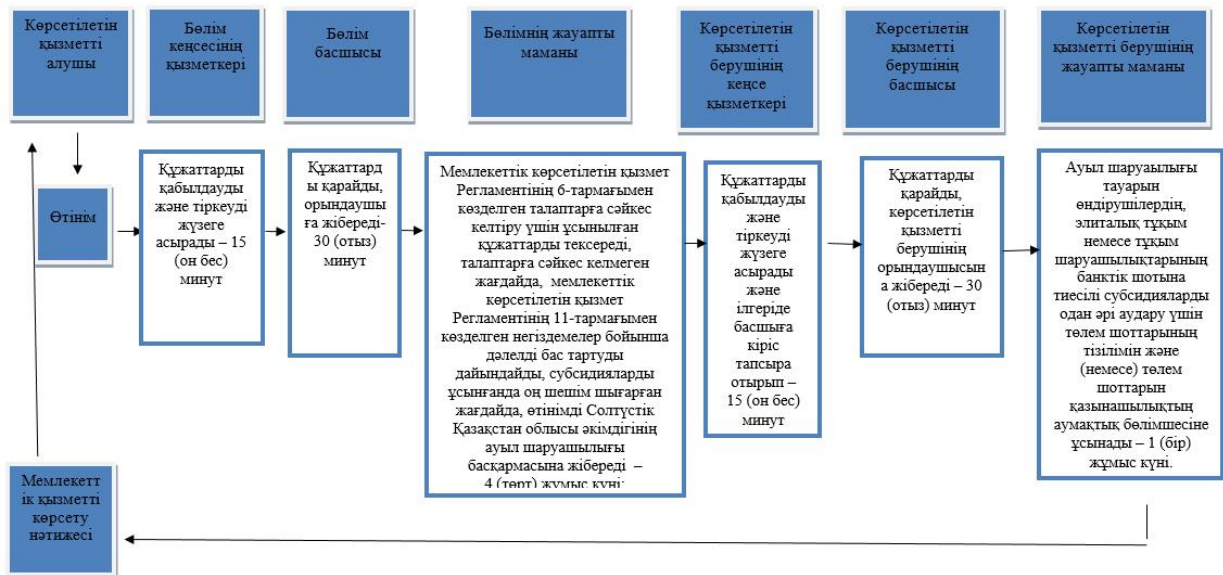 Көрсетілетін
қызметті
алушы
Бөлім
кеңсесінің
қызметкері
Бөлім
басшысы
Бөлімнің жауапты
маманы
Көрсетілетін
қызметті
берушінің
кеңсе
қызметкері
Көрсетілетін
қызметті
берушінің
басшысы
Көрсетілетін
қызметті берушінің
жауапты маманы
Өтінім
Құжаттарды
қабылдауды
және тіркеуді
жүзеге
асырады – 15
(он бес)
минут
Құжаттард
ы қарайды,
орындаушы
ға жібереді-
30 (отыз)
минут
Мемлекеттік көрсетілетін қызмет
Регламентінің 6-тармағымен
көзделген талаптарға сәйкес
келтіру үшін ұсынылған
құжаттарды тексереді,
талаптарға сәйкес келмеген
жағдайда, мемлекеттік
көрсетілетін қызмет
Регламентінің 11-тармағымен
көзделген негіздемелер бойынша
дәлелді бас тартуды
дайындайды, субсидияларды
ұсынғанда оң шешім шығарған
жағдайда, өтінімді Солтүстік
Қазақстан облысы әкімдігінің
ауыл шаруашылығы
басқармасына жібереді –
4 (төрт) жұмыс күні;
Құжаттарды
қабылдауды
және
тіркеуді
жүзеге
асырады
және
ілгеріде
басшыға
кіріс
тапсыра
отырып –
15 (он бес)
минут
Құжаттарды
қарайды,
көрсетілетін
қызметті
берушінің
орындаушысын
а жібереді – 30
(отыз) минут
Ауыл шаруаылығы
тауарын
өндірушілердің,
элиталық тұқым
немесе тұқым
шаруашылықтарының
банктік шотына
тиесілі субсидияларды
одан әрі аудару үшін
төлем шоттарының
тізілімін және
(немесе) төлем
шоттарын
қазынашылықтың
аумақтық бөлімшесіне
ұсынады – 1 (бір)
жұмыс күні.
Мемлекетт
ік қызметті
көрсету
нәтижесі